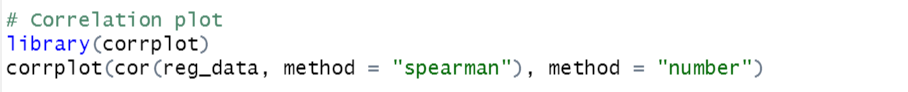 # Correlation plot
library(corrplot)
corrplot(cor(reg_data, method = "spearman"), method = "number")